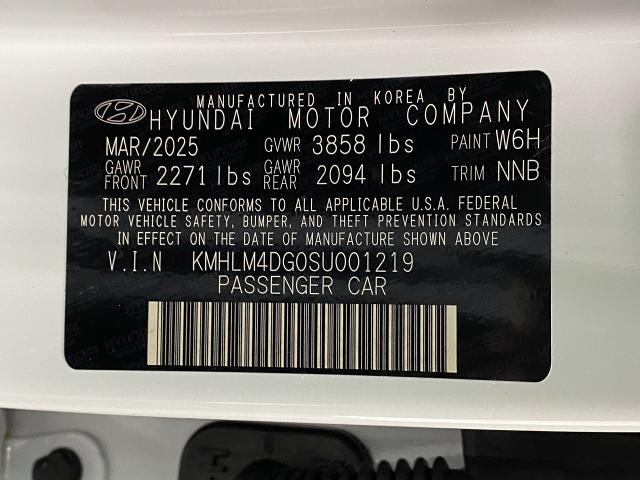 MANUFACTURED IN KOREA BY
HYUNDAI MOTOR COMPANY
MAR/2025 GVWR 3858 lbs PAINT W6H
GAWR FRONT 2271 lbs GAWR REAR 2094 lbs TRIM NNB
THIS VEHICLE CONFORMS TO ALL APPLICABLE U.S.A. FEDERAL
MOTOR VEHICLE SAFETY, BUMPER, AND THEFT PREVENTION STANDARDS
IN EFFECT ON THE DATE OF MANUFACTURE SHOWN ABOVE
V.I.N KMHLM4DG0SU001219
PASSENGER CAR